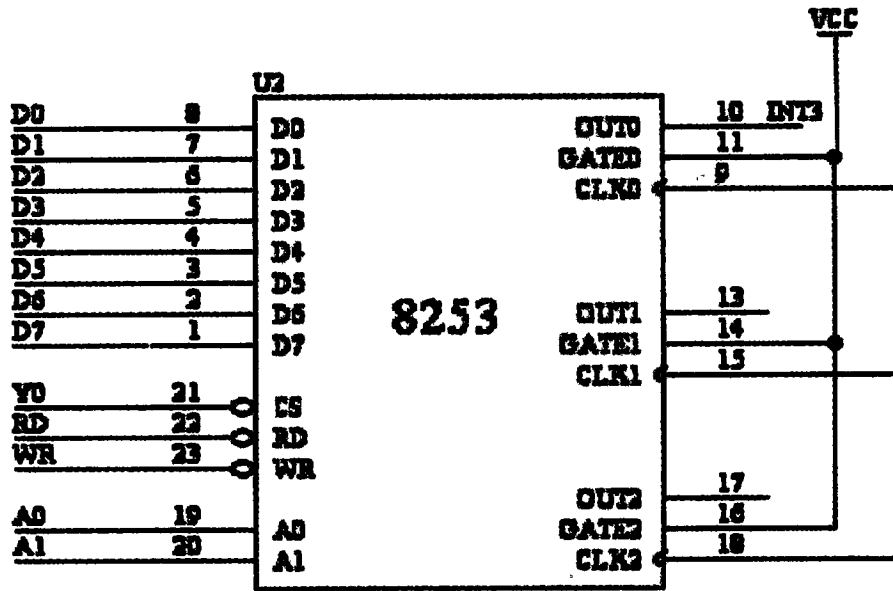 VCC
U2
D0 8 D0 OUT0 10 INT3
D1 7 D1 GATE0 11
D2 6 D2 CLK0 9
D3 5 D3
D4 4 D4
D5 3 D5
D6 2 D6 OUT1 13
D7 1 D7 GATE1 14
8253
CLK1 15
Y0 21 CS
RD 22 RD
WR 23 WR
OUT2 17
A0 19 A0 GATE2 16
A1 20 A1 CLK2 18